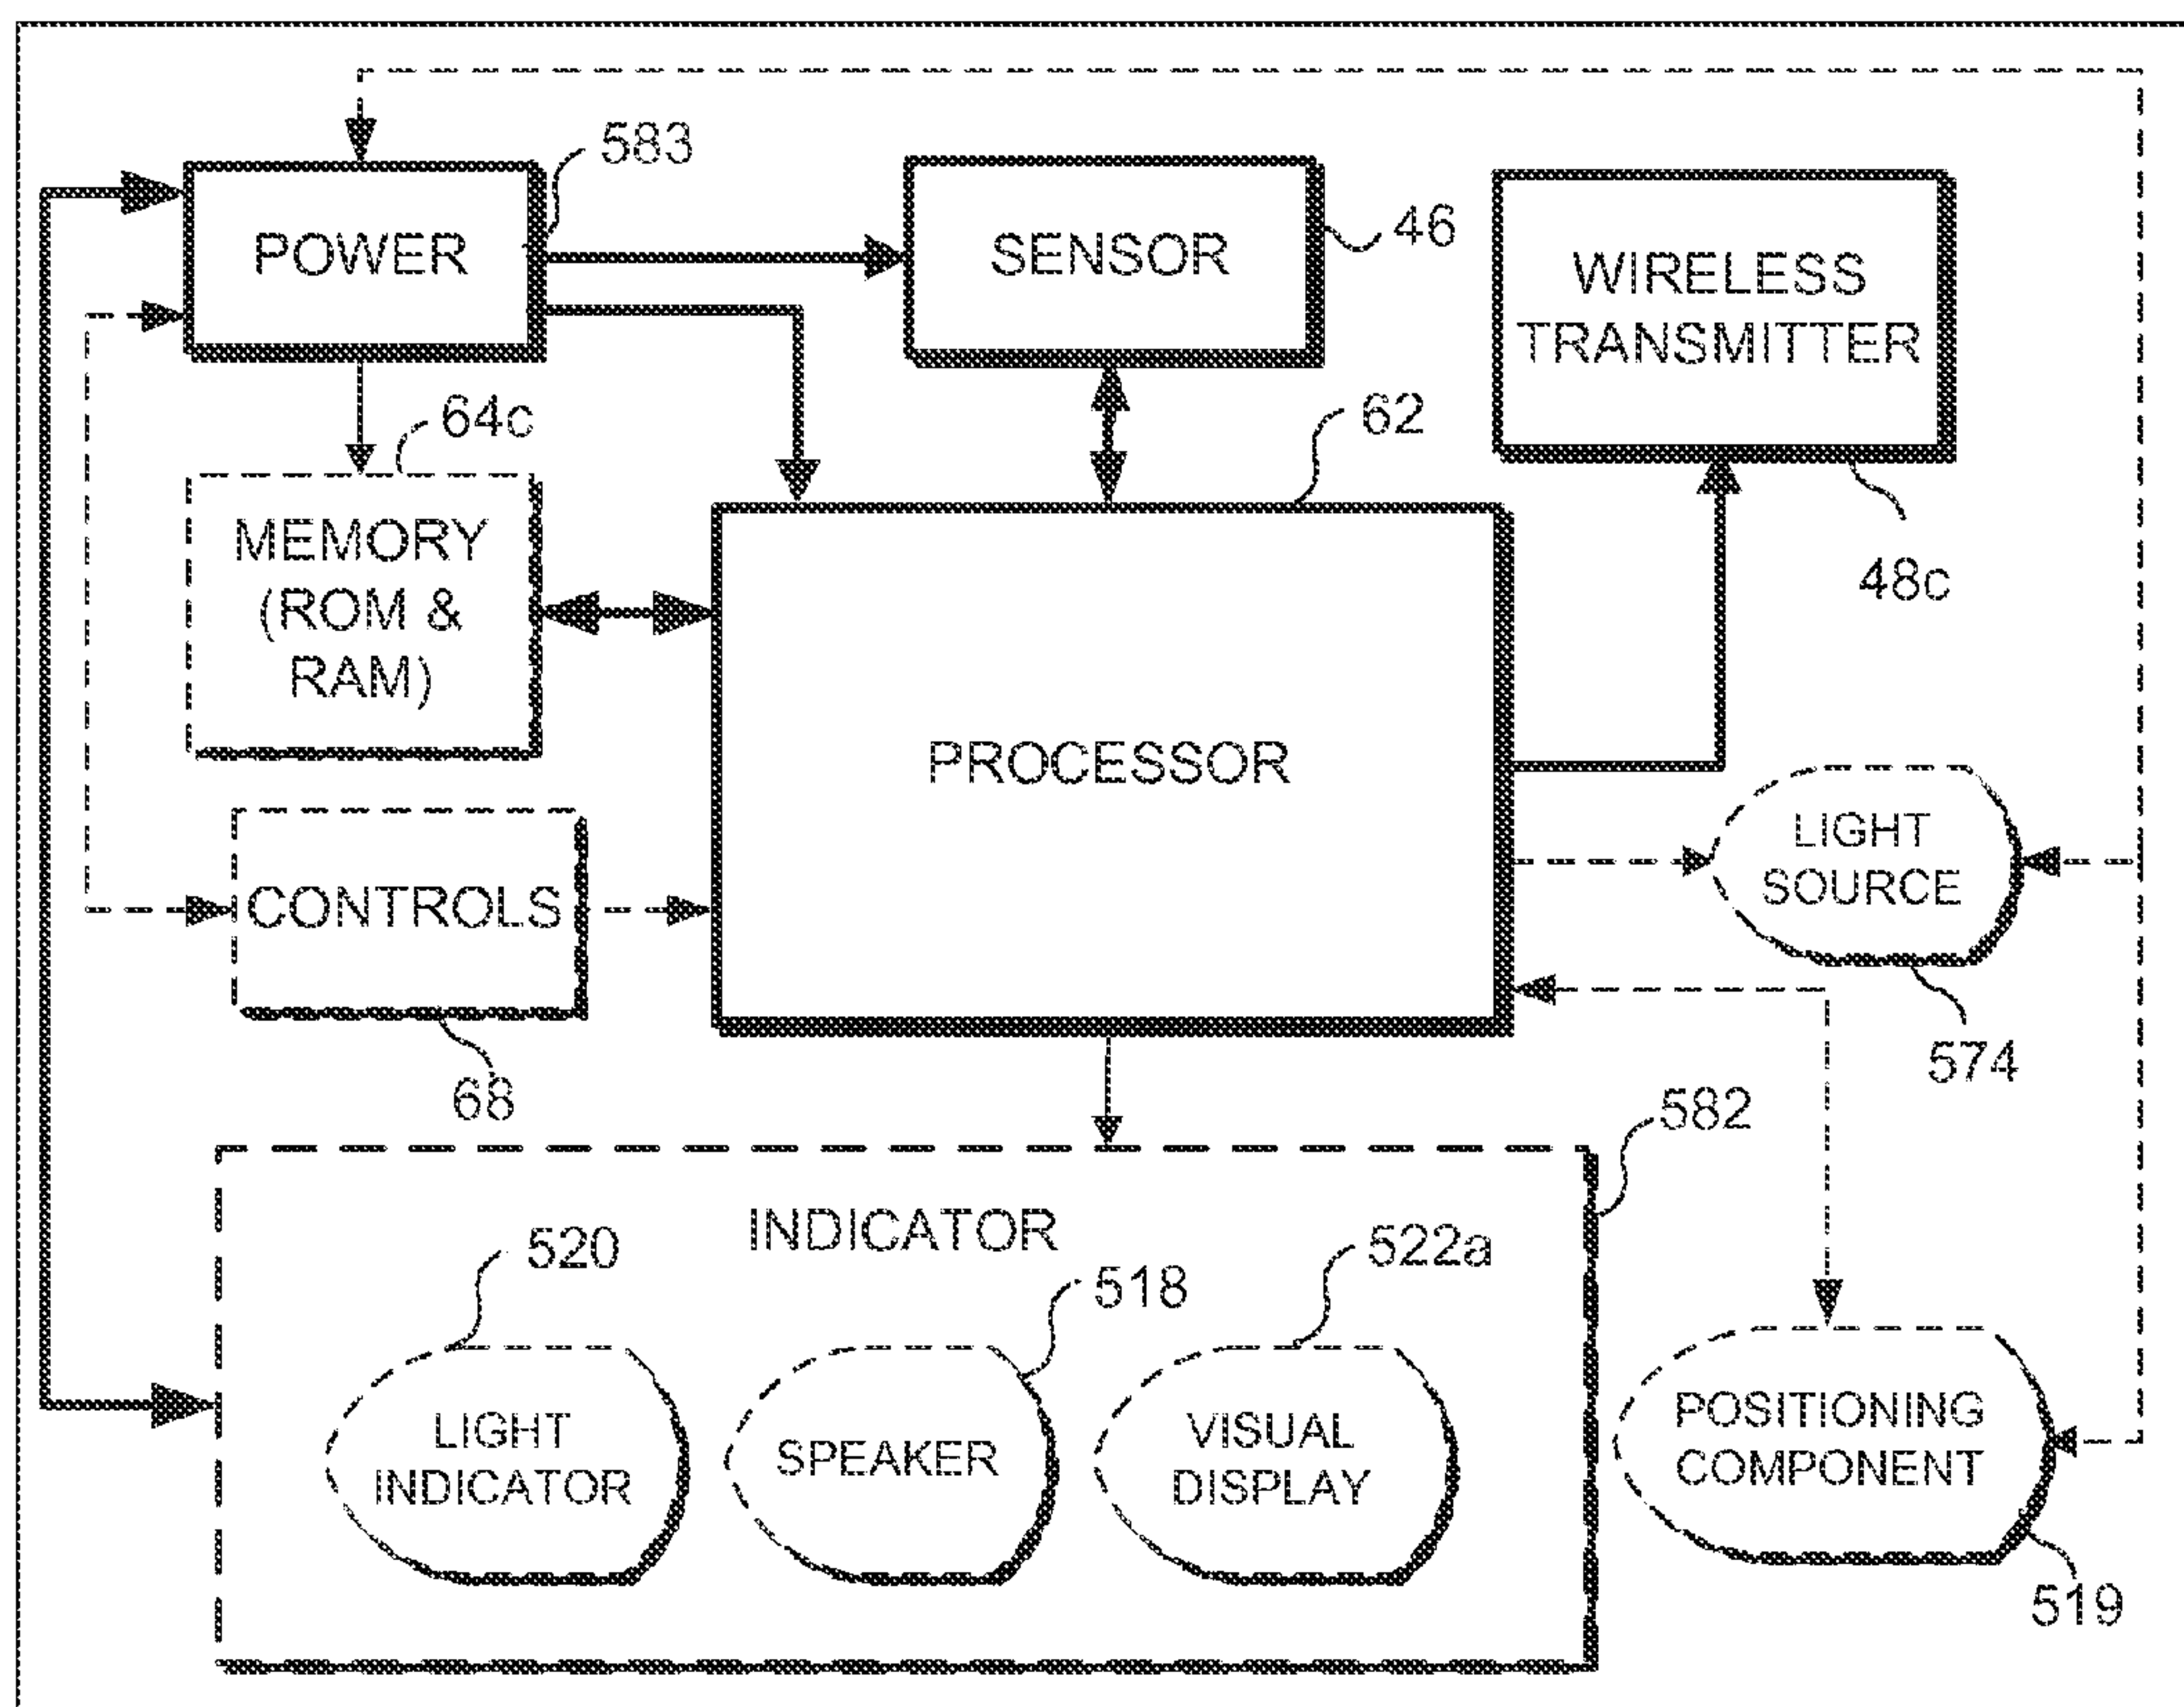 583
POWER
SENSOR
46
WIRELESS
TRANSMITTER
64c
62
48c
MEMORY
(ROM &
RAM)
PROCESSOR
LIGHT
SOURCE
CONTROLS
574
68
582
INDICATOR
520
518
522a
LIGHT
INDICATOR
SPEAKER
VISUAL
DISPLAY
POSITIONING
COMPONENT
519